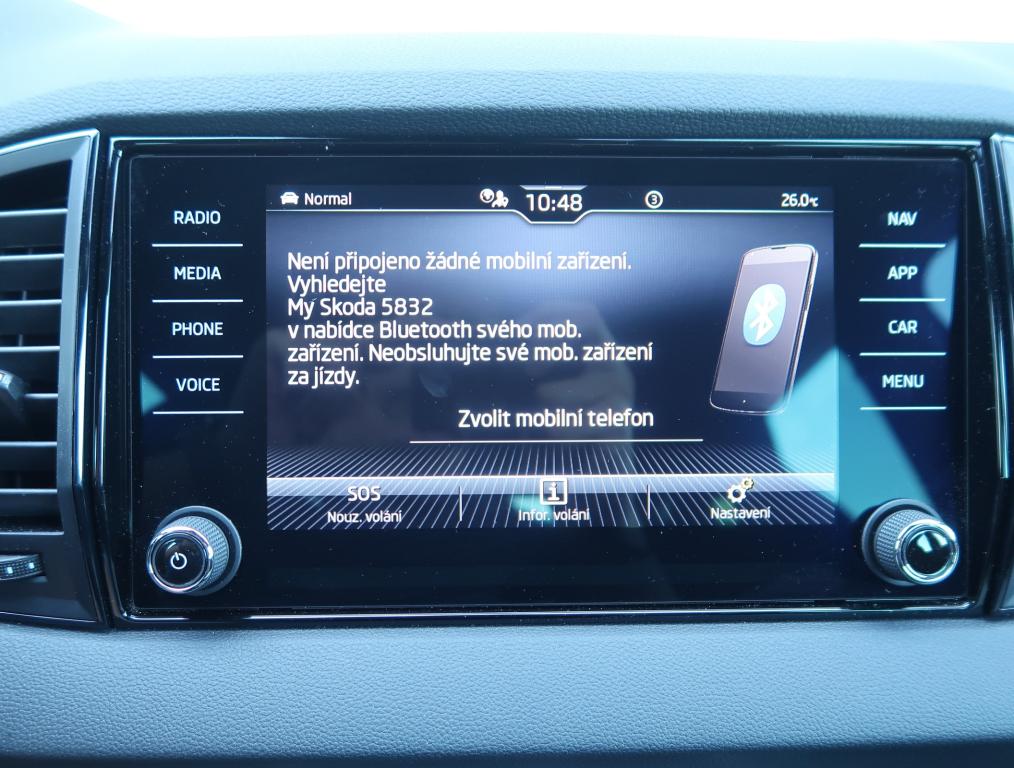 Normal
10:48
3
26.0°C
RADIO
MEDIA
PHONE
VOICE
Není připojeno žádné mobilní zařízení.
Vyhledejte
My Skoda 5832
v nabídce Bluetooth svého mob.
zařízení. Neobsluhujte své mob. zařízení
za jízdy.
Zvolit mobilní telefon
SOS
Nouz. volání
i
Infor. volání
Nastavení
NAV
APP
CAR
MENU